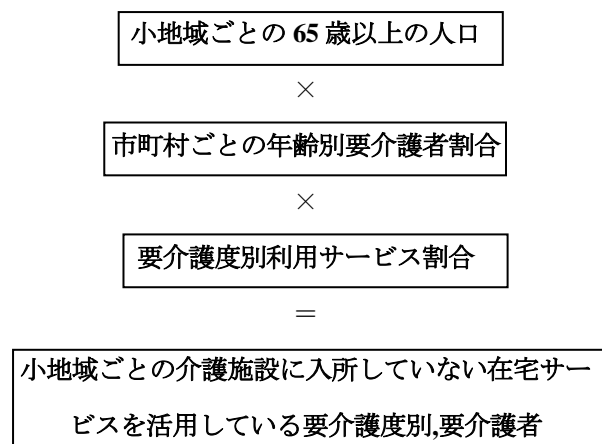 小地域ごとの 65 歳以上の人口
×
市町村ごとの年齢別要介護者割合
×
要介護度別利用サービス割合
＝
小地域ごとの介護施設に入所していない在宅サー
ビスを活用している要介護度別,要介護者